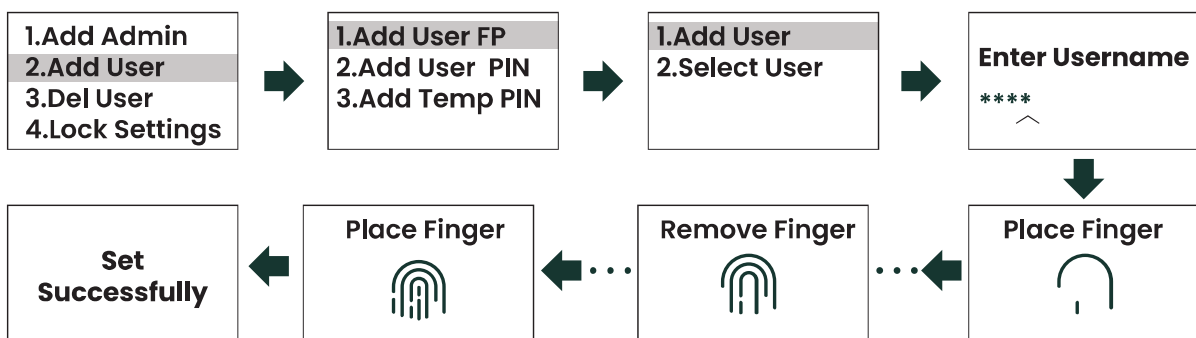 1.Add Admin
2.Add User
3.Del User
4.Lock Settings
1.Add User FP
2.Add User PIN
3.Add Temp PIN
1.Add User
2.Select User
Enter Username
****
Place Finger
Remove Finger
Place Finger
Set
Successfully